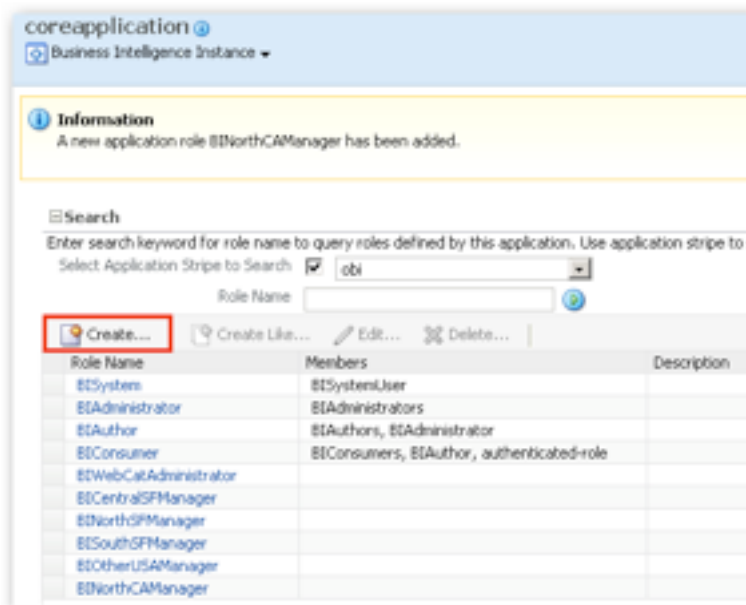 coreapplication
Business Intelligence Instance
Information
A new application role BINorthCAManager has been added.
Search
Enter search keyword for role name to query roles defined by this application. Use application stripe to
Select Application Stripe to Search obi
Role Name
Create... Create Like... Edit... Delete...
Role Name Members Description
BISystem BISystemUser
BIAdministrator BIAdministrators
BIAuthor BIAuthors, BIAdministrator
BIConsumer BIConsumers, BIAuthor, authenticated-role
BIWebCatAdministrator
BICentralSFManager
BINorthSFManager
BISouthSFManager
BIOtherUSAManager
BINorthCAManager